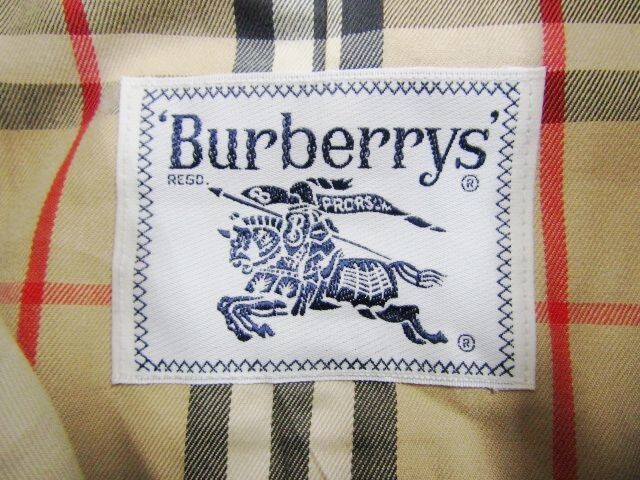 'Burberrys'
REGD.
®
B PRORSUM
B
®